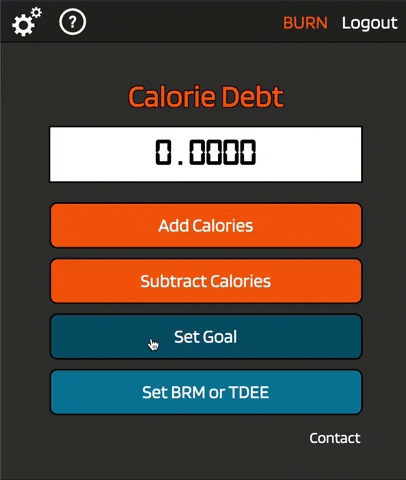 ? BURN Logout
Calorie Debt
0.0000
Add Calories
Subtract Calories
Set Goal
Set BRM or TDEE
Contact